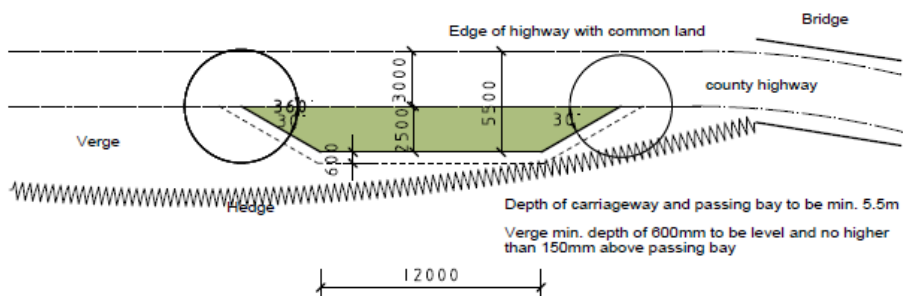 Bridge
Edge of highway with common land
3000
5500
county highway
360°
30°
30°
2500
Verge
600
Hedge
Depth of carriageway and passing bay to be min. 5.5m
Verge min. depth of 600mm to be level and no higher
than 150mm above passing bay
12000